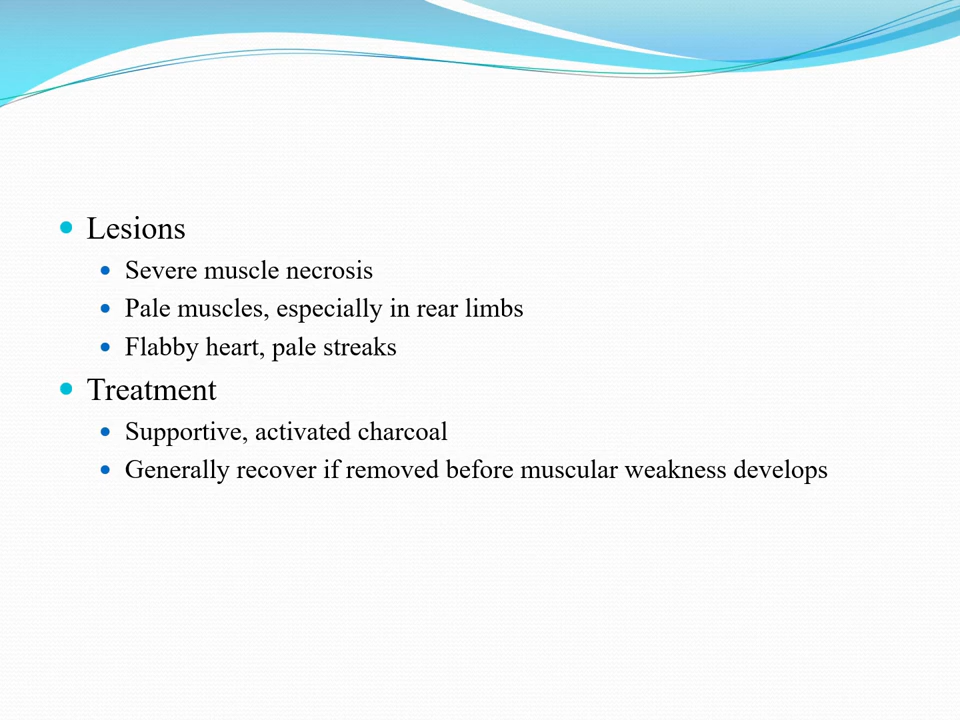 Lesions
Severe muscle necrosis
Pale muscles, especially in rear limbs
Flabby heart, pale streaks
Treatment
Supportive, activated charcoal
Generally recover if removed before muscular weakness develops